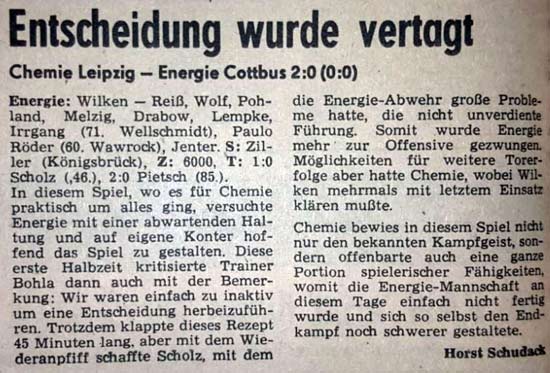 Entscheidung wurde vertagt
Chemie Leipzig — Energie Cottbus 2:0 (0:0)
Energie: Wilken — Reiß, Wolf, Poh-
land, Melzig, Drabow, Lempke,
Irrgang (71. Wellschmidt), Paulo
Röder (60. Wawrock), Jenter. S: Zil-
ler (Königsbrück), Z: 6000, T: 1:0
Scholz (,46.), 2:0 Pietsch (85.).
In diesem Spiel, wo es für Chemie
praktisch um alles ging, versuchte
Energie mit einer abwartenden Hal-
tung und auf eigene Konter hof-
fend das Spiel zu gestalten. Diese
erste Halbzeit kritisierte Trainer
Bohla dann auch mit der Bemer-
kung: Wir waren einfach zu inaktiv
um eine Entscheidung herbeizufüh-
ren. Trotzdem klappte dieses Rezept
45 Minuten lang, aber mit dem Wie-
deranpfiff schaffte Scholz, mit dem
die Energie-Abwehr große Proble-
me hatte, die nicht unverdiente
Führung. Somit wurde Energie
mehr zur Offensive gezwungen.
Möglichkeiten für weitere Torer-
folge aber hatte Chemie, wobei Wil-
ken mehrmals mit letztem Einsatz
klären mußte.
Chemie bewies in diesem Spiel nicht
nur den bekannten Kampfgeist, son-
dern offenbarte auch eine ganze
Portion spielerischer Fähigkeiten,
womit die Energie-Mannschaft an
diesem Tage einfach nicht fertig
wurde und sich so selbst den End-
kampf noch schwerer gestaltete.
Horst Schudack